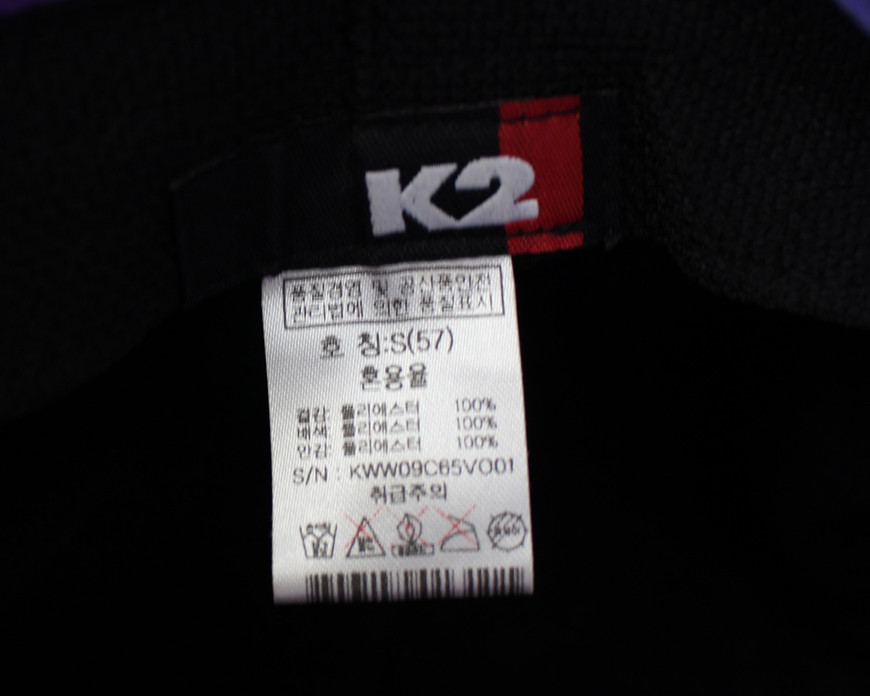 K2
품질경영 및 공산품안전
관리법에 의한 품질표시
호 칭:S(57)
혼용율
겉감: 폴리에스터 100%
배색: 폴리에스터 100%
안감: 폴리에스터 100%
S/N : KWW09C65VO01
취급주의